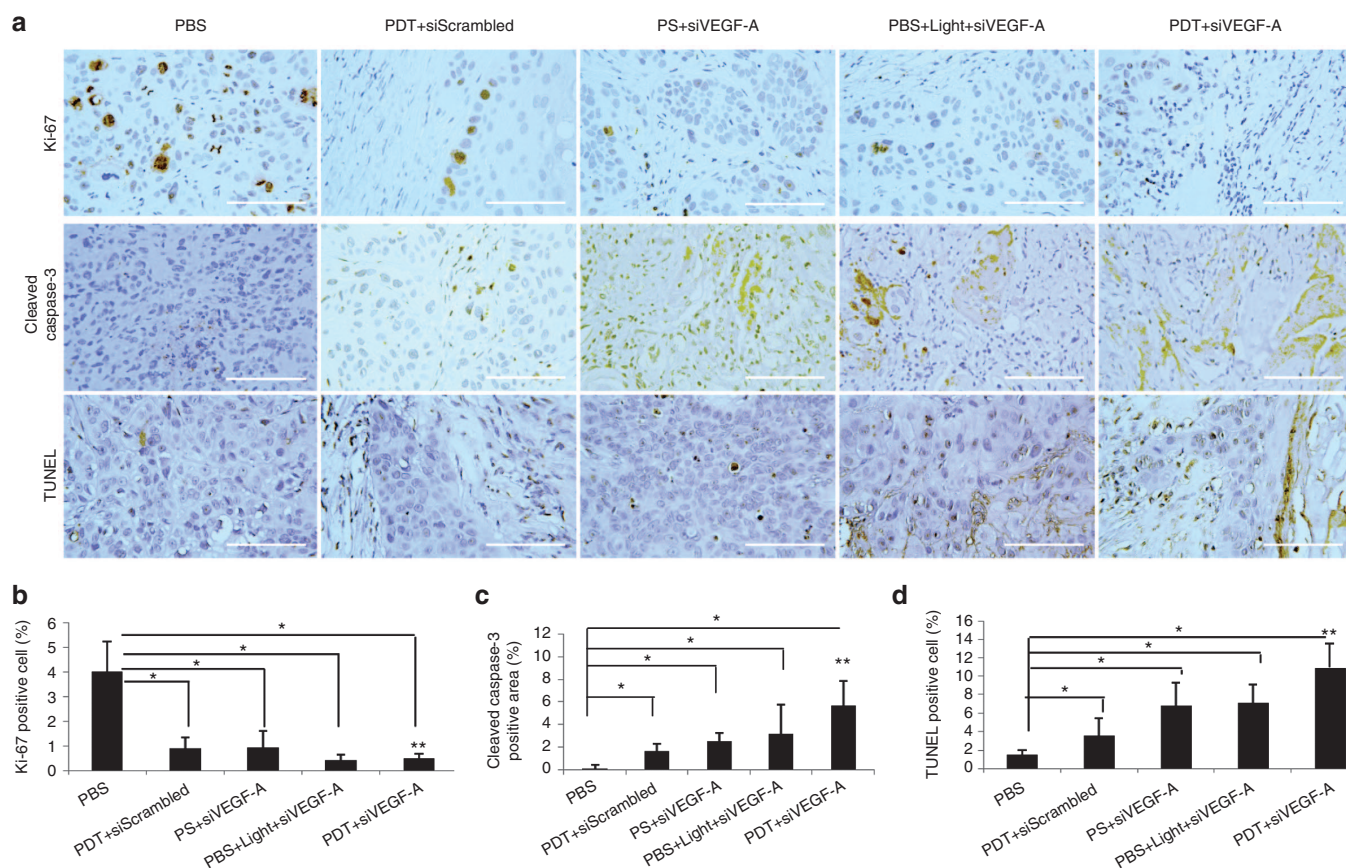 a
PBS
PDT+siScrambled
PS+siVEGF-A
PBS+Light+siVEGF-A
PDT+siVEGF-A
Ki-67
Cleaved
caspase-3
TUNEL
b
Ki-67 positive cell (%)
6
5
4
3
2
1
0
*
*
*
*
**
PBS
PDT+siScrambled
PS+siVEGF-A
PBS+Light+siVEGF-A
PDT+siVEGF-A
c
Cleaved caspase-3
positive area (%)
12
10
8
6
4
2
0
*
*
*
*
**
PBS
PDT+siScrambled
PS+siVEGF-A
PBS+Light+siVEGF-A
PDT+siVEGF-A
d
TUNEL positive cell (%)
16
14
12
10
8
6
4
2
0
*
*
*
*
**
PBS
PDT+siScrambled
PS+siVEGF-A
PBS+Light+siVEGF-A
PDT+siVEGF-A